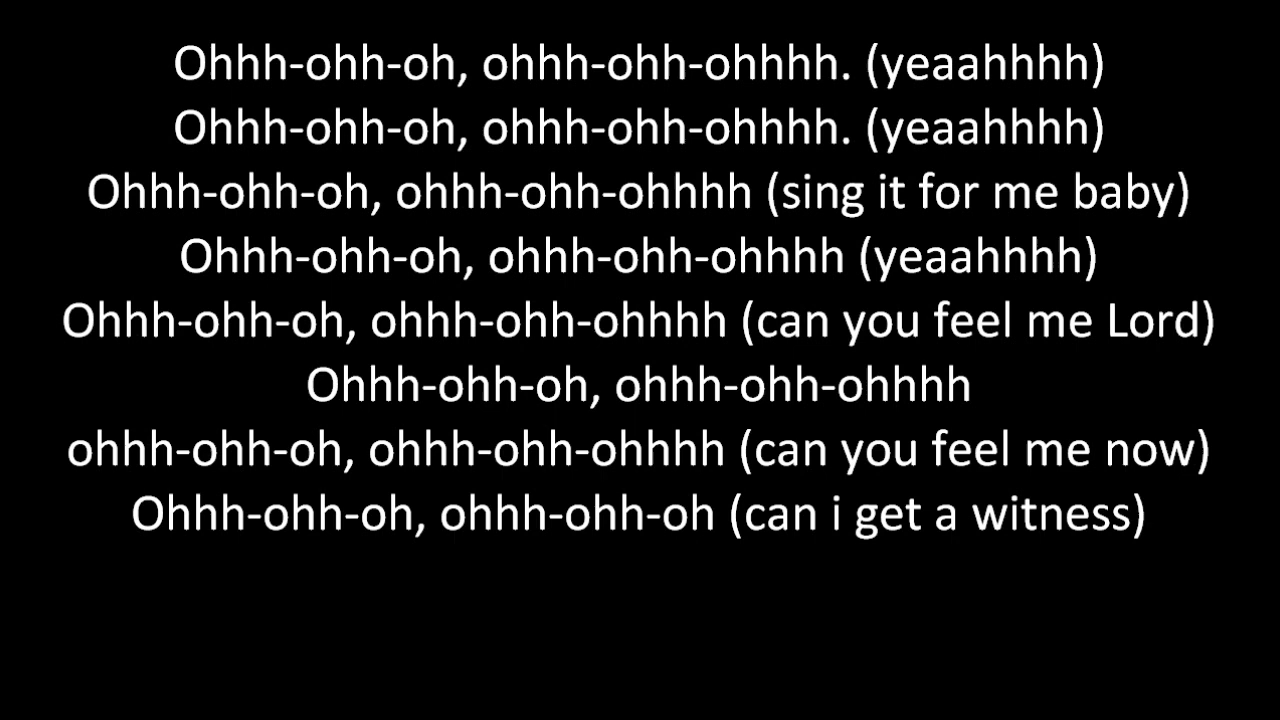 Ohhh-ohh-oh, ohhh-ohh-ohhhh. (yeaahhhh)
Ohhh-ohh-oh, ohhh-ohh-ohhhh. (yeaahhhh)
Ohhh-ohh-oh, ohhh-ohh-ohhhh (sing it for me baby)
Ohhh-ohh-oh, ohhh-ohh-ohhhh (yeaahhhh)
Ohhh-ohh-oh, ohhh-ohh-ohhhh (can you feel me Lord)
Ohhh-ohh-oh, ohhh-ohh-ohhhh
ohhh-ohh-oh, ohhh-ohh-ohhhh (can you feel me now)
Ohhh-ohh-oh, ohhh-ohh-oh (can i get a witness)